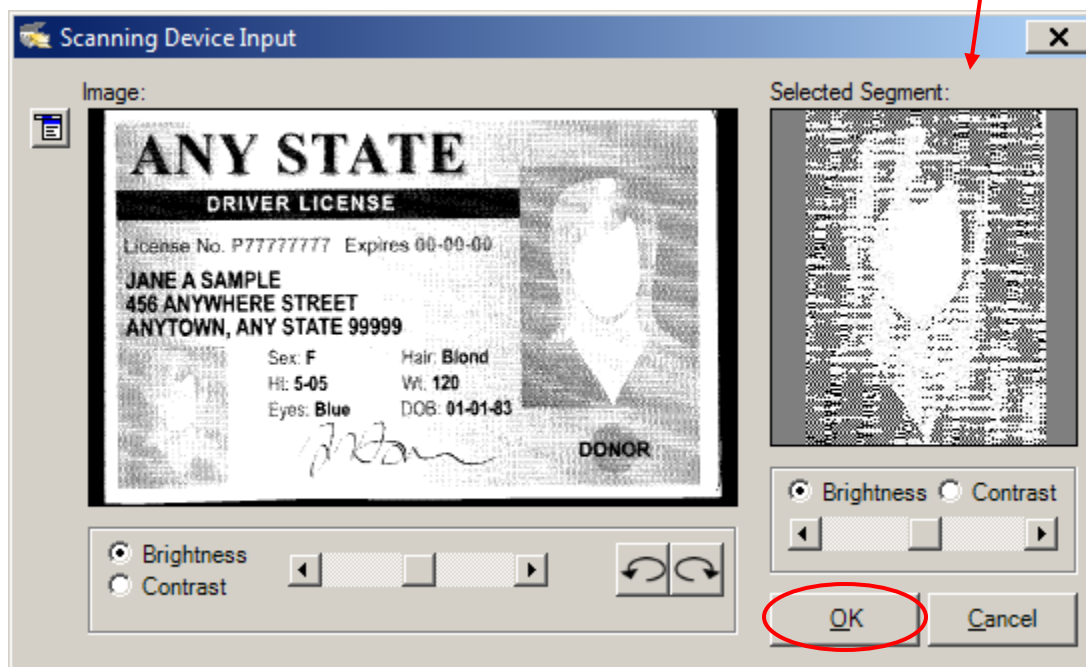 Scanning Device Input
Image:
Selected Segment:
ANY STATE
DRIVER LICENSE
License No. P77777777 Expires 00-00-00
JANE A SAMPLE
456 ANYWHERE STREET
ANYTOWN, ANY STATE 99999
Sex: F Hair: Blond
Ht: 5-05 Wt. 120
Eyes: Blue DOB: 01-01-83
DONOR
Brightness Contrast
Brightness
Contrast
OK Cancel